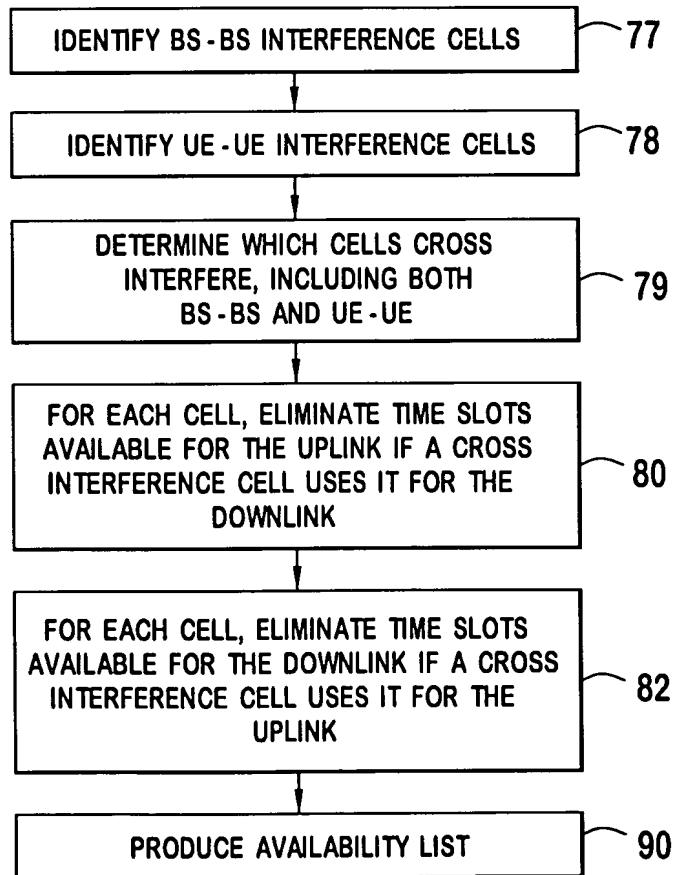 IDENTIFY BS-BS INTERFERENCE CELLS 77
IDENTIFY UE-UE INTERFERENCE CELLS 78
DETERMINE WHICH CELLS CROSS
INTERFERE, INCLUDING BOTH
BS-BS AND UE-UE
79
FOR EACH CELL, ELIMINATE TIME SLOTS
AVAILABLE FOR THE UPLINK IF A CROSS
INTERFERENCE CELL USES IT FOR THE
DOWNLINK
80
FOR EACH CELL, ELIMINATE TIME SLOTS
AVAILABLE FOR THE DOWNLINK IF A CROSS
INTERFERENCE CELL USES IT FOR THE
UPLINK
82
PRODUCE AVAILABILITY LIST 90